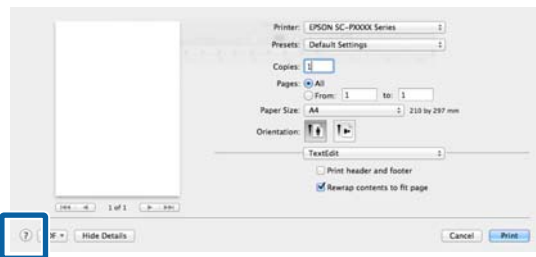 Printer: EPSON SC-PXXXX Series
Presets: Default Settings
Copies: 1
Pages: All
From: 1 to: 1
Paper Size: A4 210 by 297 mm
Orientation:
TextEdit
Print header and footer
Rewrap contents to fit page
1 of 1
? DF Hide Details Cancel Print